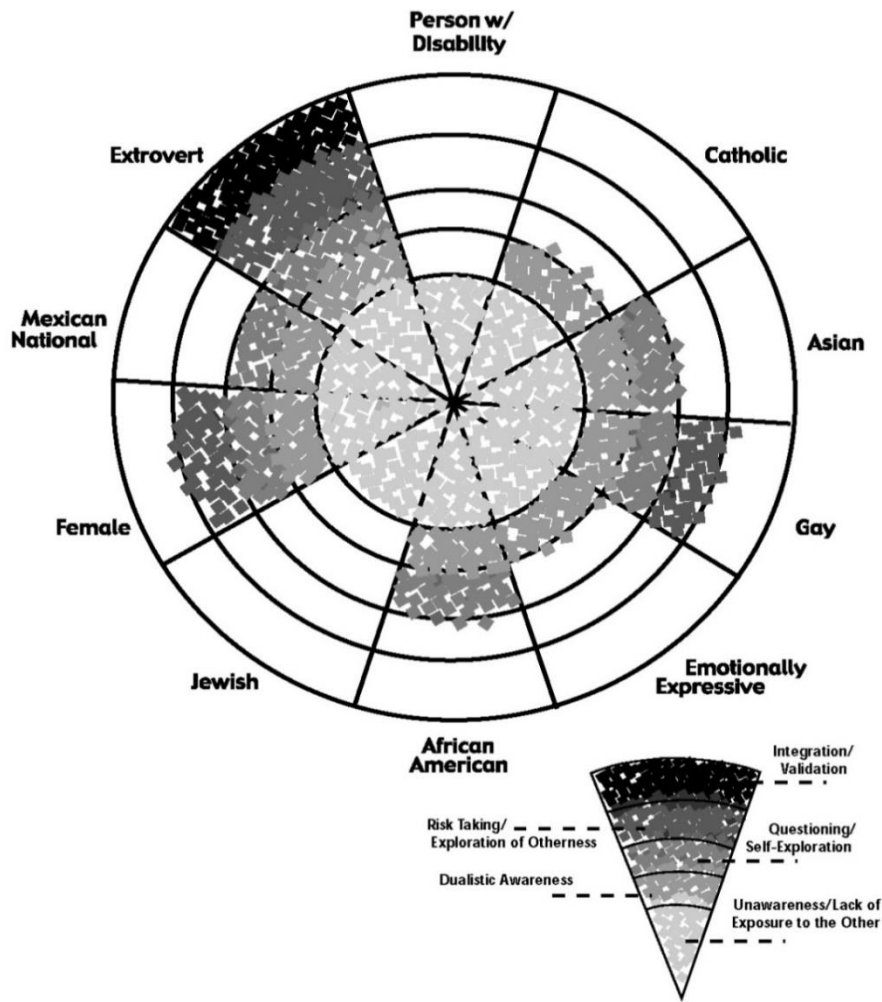 Person w/
Disability
Extrovert
Catholic
Mexican
National
Asian
Female
Gay
Jewish
Emotionally
Expressive
African
American
Integration/
Validation
Risk Taking/
Exploration of Otherness
Questioning/
Self-Exploration
Dualistic Awareness
Unawareness/Lack of
Exposure to the Other